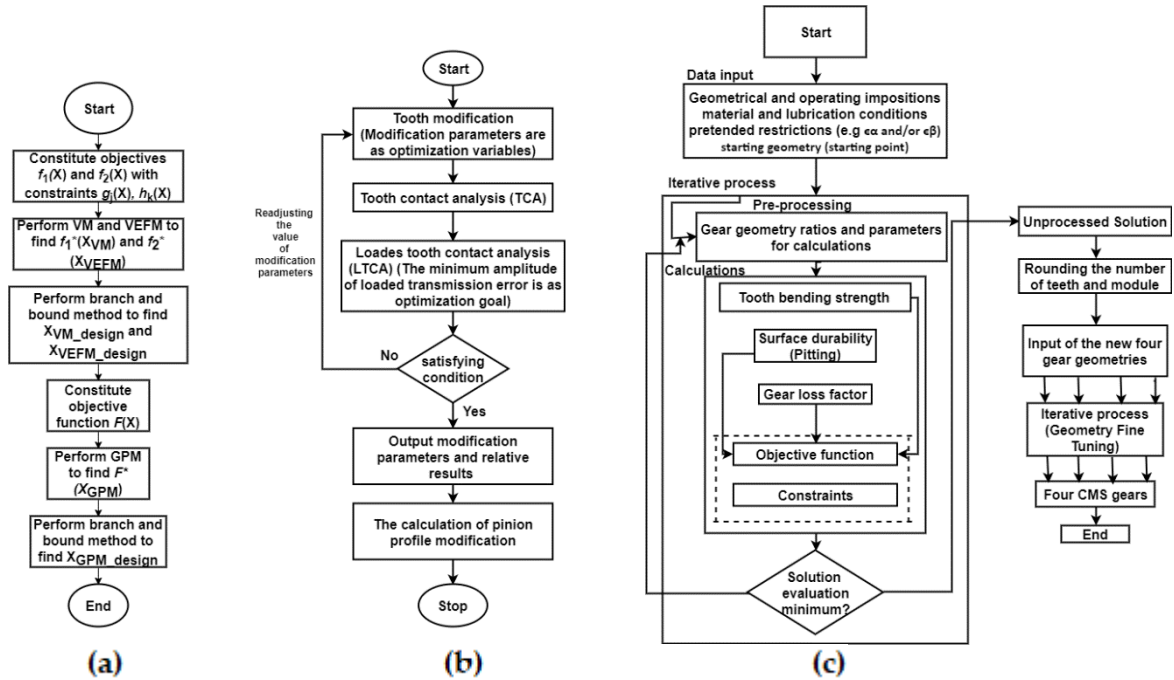 Start
Constitute objectives
f1(X) and f2(X) with
constraints gj(X), hk(X)
Perform VM and VEFM to
find f1*(XVM) and f2*
(XVEFM)
Perform branch and
bound method to find
XVM_design and
XVEFM_design
Constitute
objective
function F(X)
Perform GPM
to find F*
(XGPM)
Perform branch and
bound method to
find XGPM_design
End
(a)
Start
Tooth modification
(Modification parameters are
as optimization variables)
Tooth contact analysis (TCA)
Readjusting
the
value
of
modification
parameters
Loades tooth contact analysis
(LTCA) (The minimum amplitude
of loaded transmission error is as
optimization goal)
No
satisfying
condition
Yes
Output modification
parameters and relative
results
The calculation of pinion
profile modification
Stop
(b)
Start
Data input
Geometrical and operating impositions
material and lubrication conditions
pretended restrictions (e.g ϵα and/or ϵβ)
starting geometry (starting point)
Iterative process
Pre-processing
Gear geometry ratios and parameters
for calculations
Calculations
Tooth bending strength
Surface durability
(Pitting)
Gear loss factor
Objective function
Constraints
Solution
evaluation
minimum?
Unprocessed Solution
Rounding the number
of teeth and module
Input of the new four
gear geometries
Iterative process
(Geometry Fine
Tuning)
Four CMS gears
End
(c)